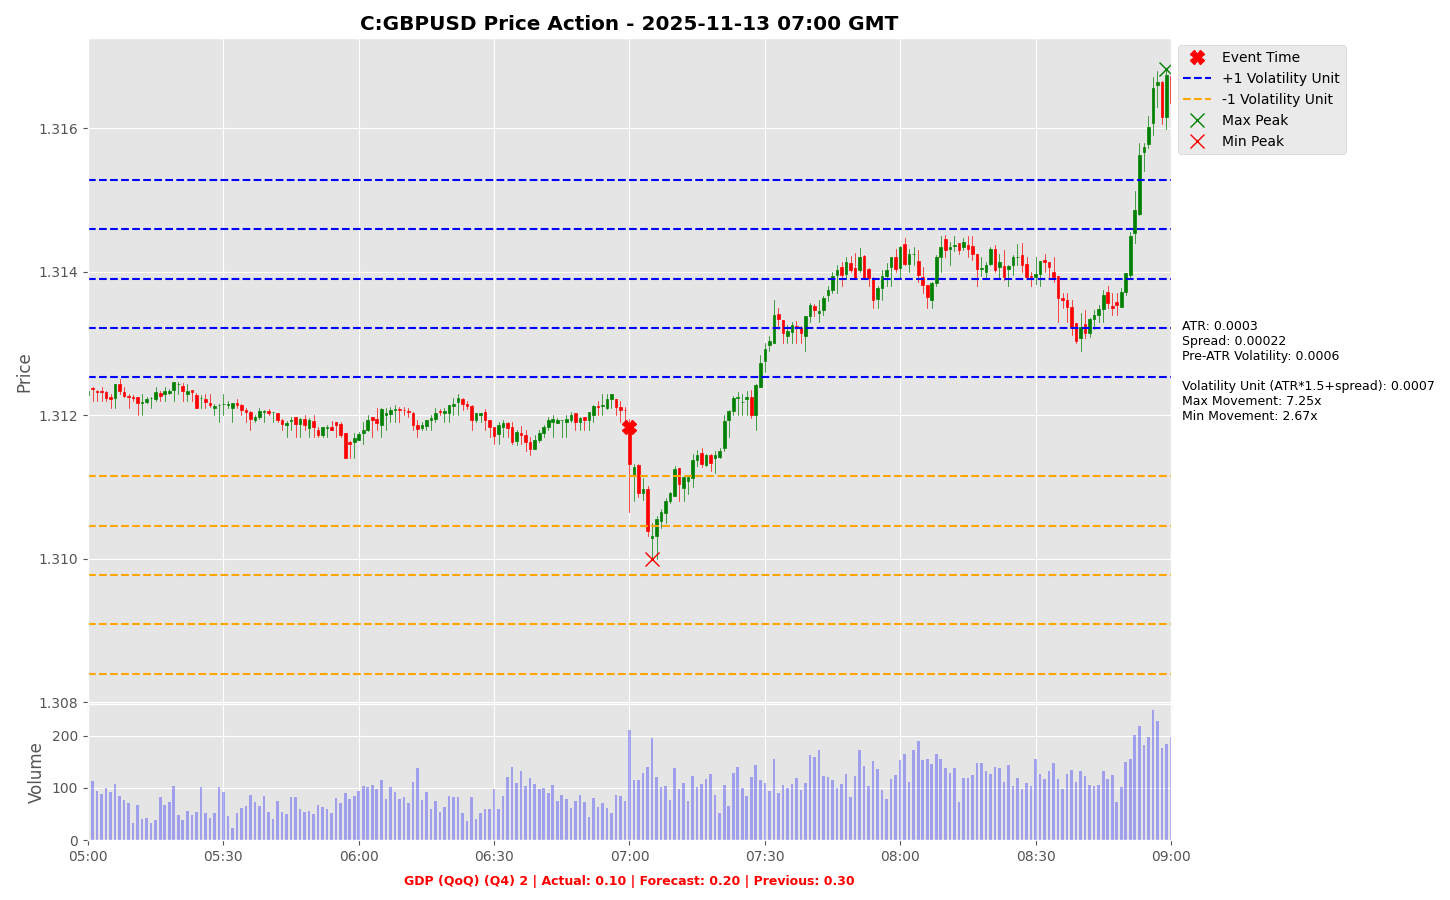 C:GBPUSD Price Action - 2025-11-13 07:00 GMT
Event Time
+1 Volatility Unit
-1 Volatility Unit
Max Peak
Min Peak
Price
1.316
1.314
1.312
1.310
1.308
ATR: 0.0003
Spread: 0.00022
Pre-ATR Volatility: 0.0006
Volatility Unit (ATR*1.5+spread): 0.0007
Max Movement: 7.25x
Min Movement: 2.67x
Volume
200
100
0
05:00 05:30 06:00 06:30 07:00 07:30 08:00 08:30 09:00
GDP (QoQ) (Q4) 2 | Actual: 0.10 | Forecast: 0.20 | Previous: 0.30